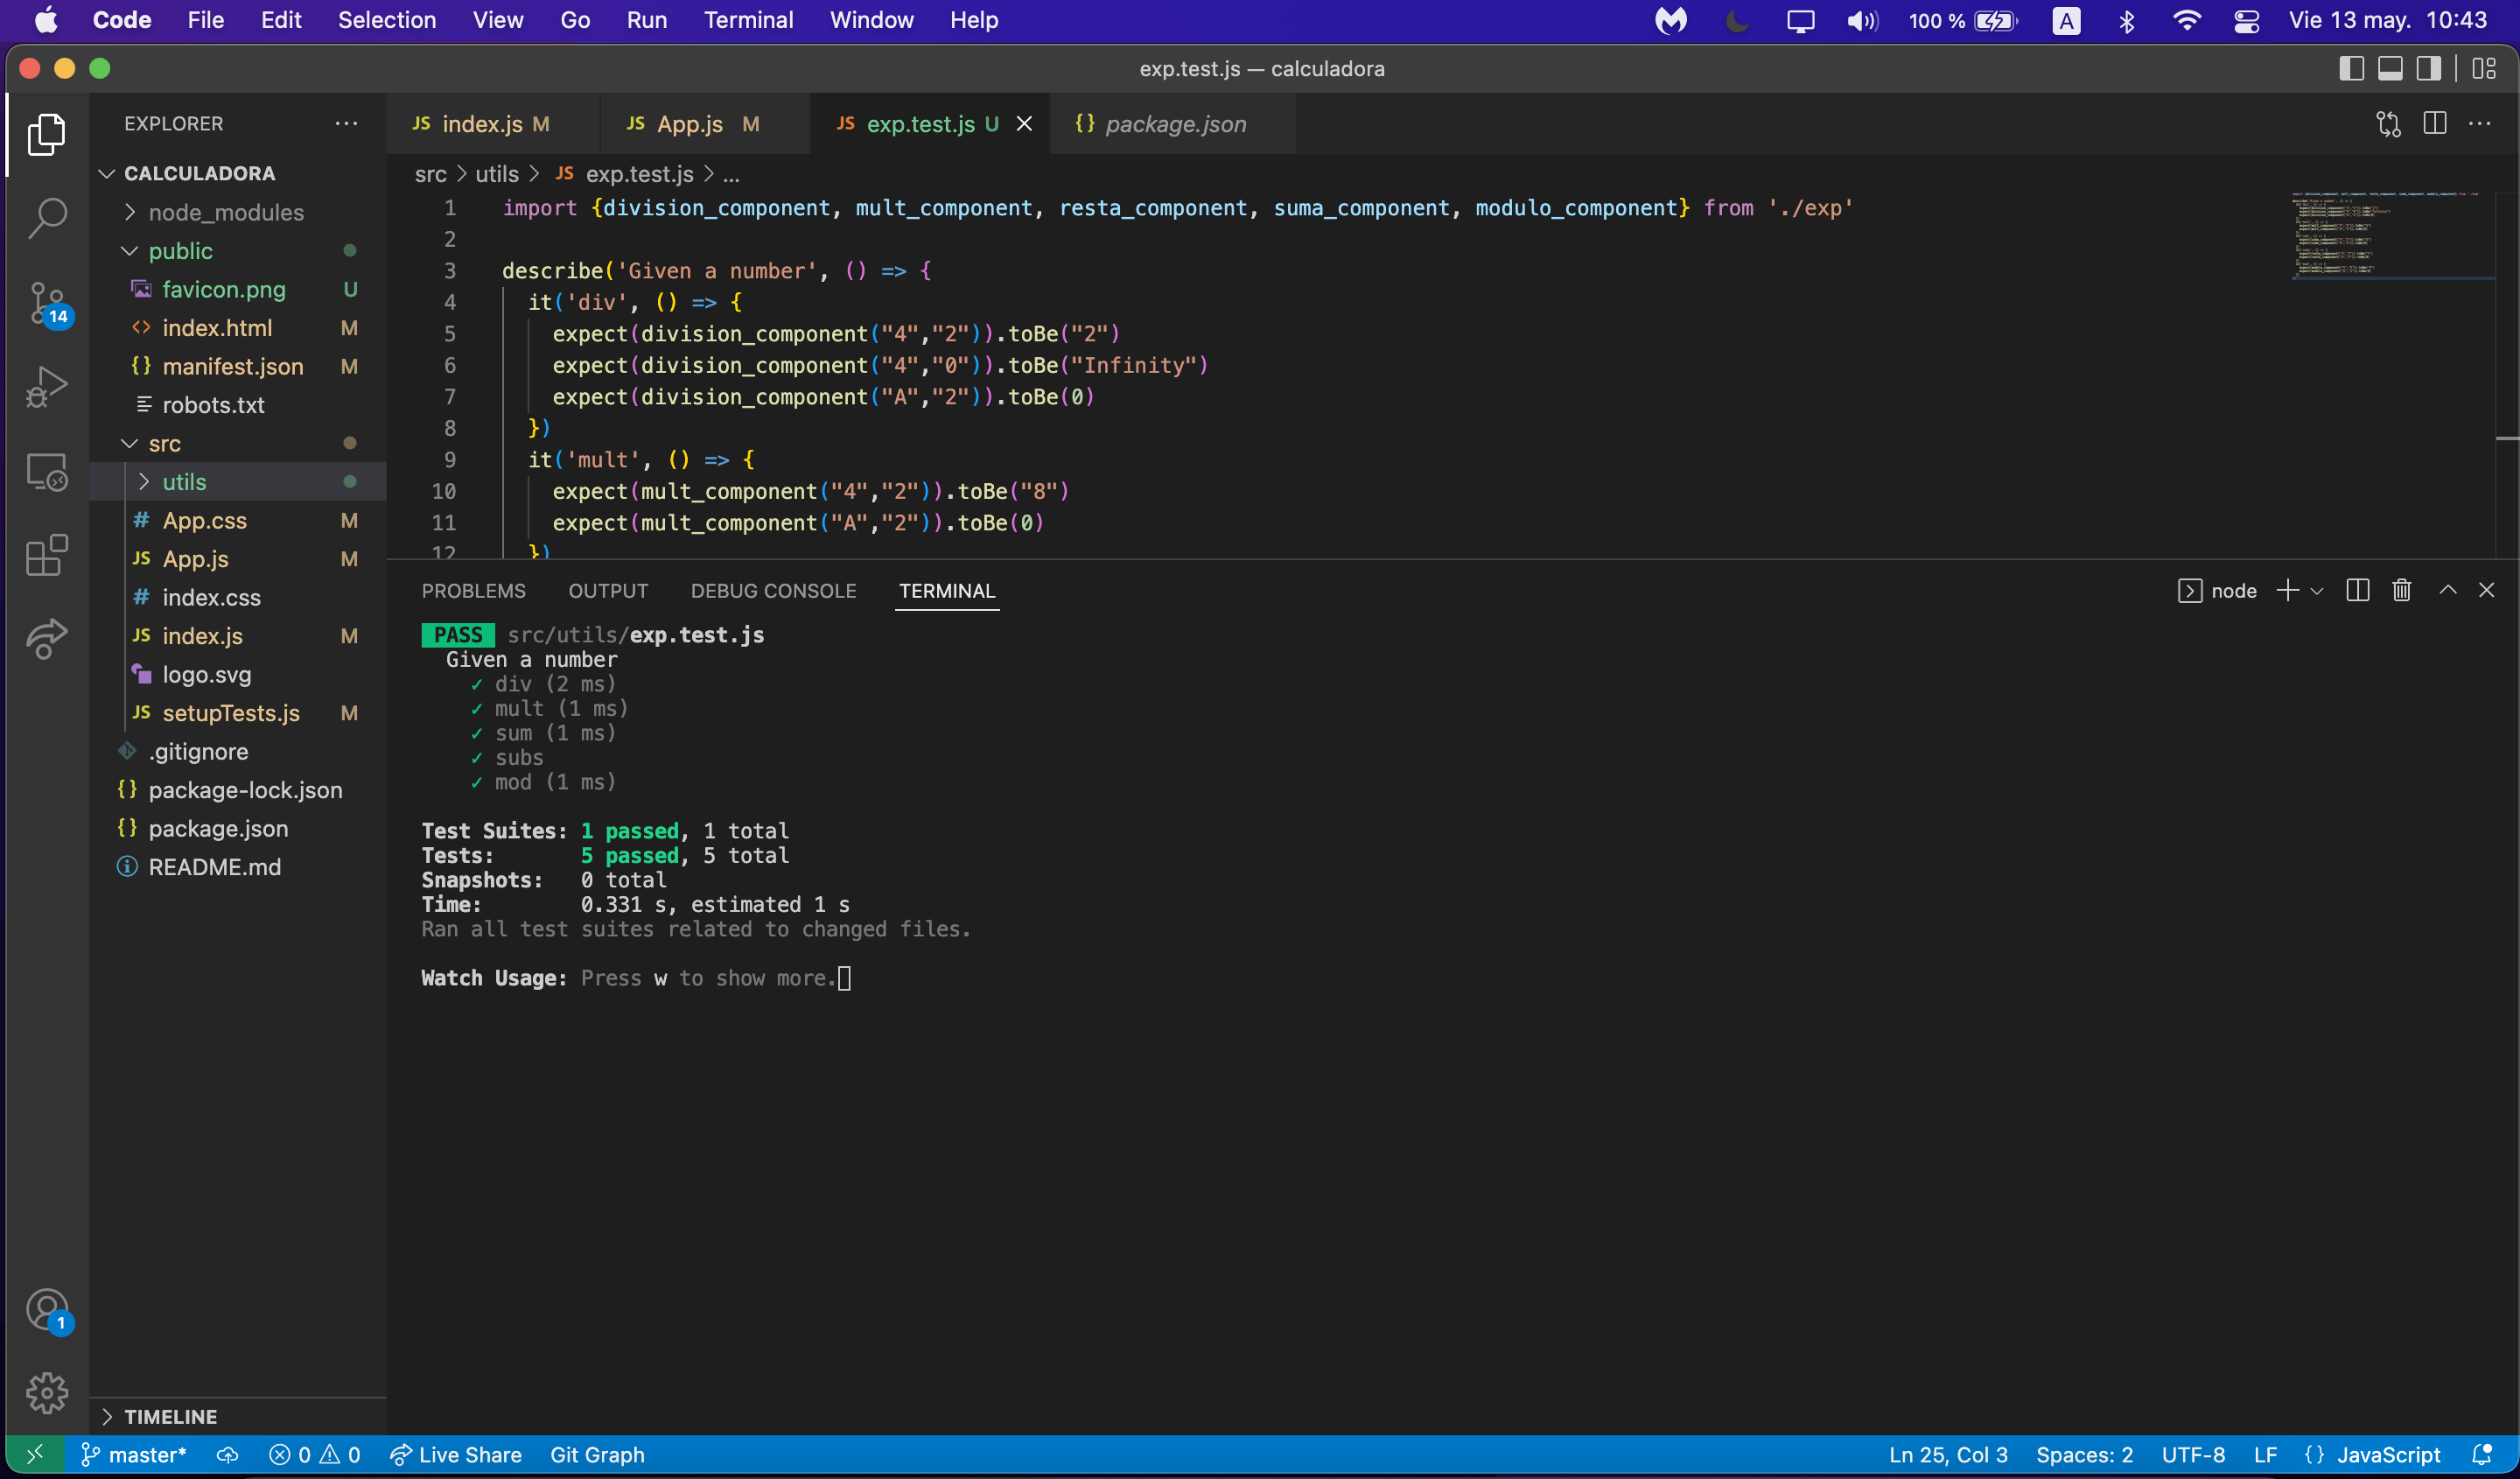 Code File Edit Selection View Go Run Terminal Window Help 100 % A Vie 13 may. 10:43
exp.test.js — calculadora
EXPLORER ...
JS index.js M JS App.js M JS exp.test.js U {} package.json
CALCULADORA
node_modules
public
favicon.png U
<> index.html M
{} manifest.json M
robots.txt
src
utils
# App.css M
JS App.js M
# index.css
JS index.js M
logo.svg
JS setupTests.js M
.gitignore
{} package-lock.json
{} package.json
README.md
TIMELINE
14
1
src > utils > JS exp.test.js > ...
1 import {division_component, mult_component, resta_component, suma_component, modulo_component} from './exp'
2
3 describe('Given a number', () => {
4 it('div', () => {
5 expect(division_component("4","2")).toBe("2")
6 expect(division_component("4","0")).toBe("Infinity")
7 expect(division_component("A","2")).toBe(0)
8 })
9 it('mult', () => {
10 expect(mult_component("4","2")).toBe("8")
11 expect(mult_component("A","2")).toBe(0)
12 })
PROBLEMS OUTPUT DEBUG CONSOLE TERMINAL node
PASS src/utils/exp.test.js
Given a number
✓ div (2 ms)
✓ mult (1 ms)
✓ sum (1 ms)
✓ subs
✓ mod (1 ms)
Test Suites: 1 passed, 1 total
Tests: 5 passed, 5 total
Snapshots: 0 total
Time: 0.331 s, estimated 1 s
Ran all test suites related to changed files.
Watch Usage: Press w to show more.
master* 0 0 Live Share Git Graph Ln 25, Col 3 Spaces: 2 UTF-8 LF {} JavaScript